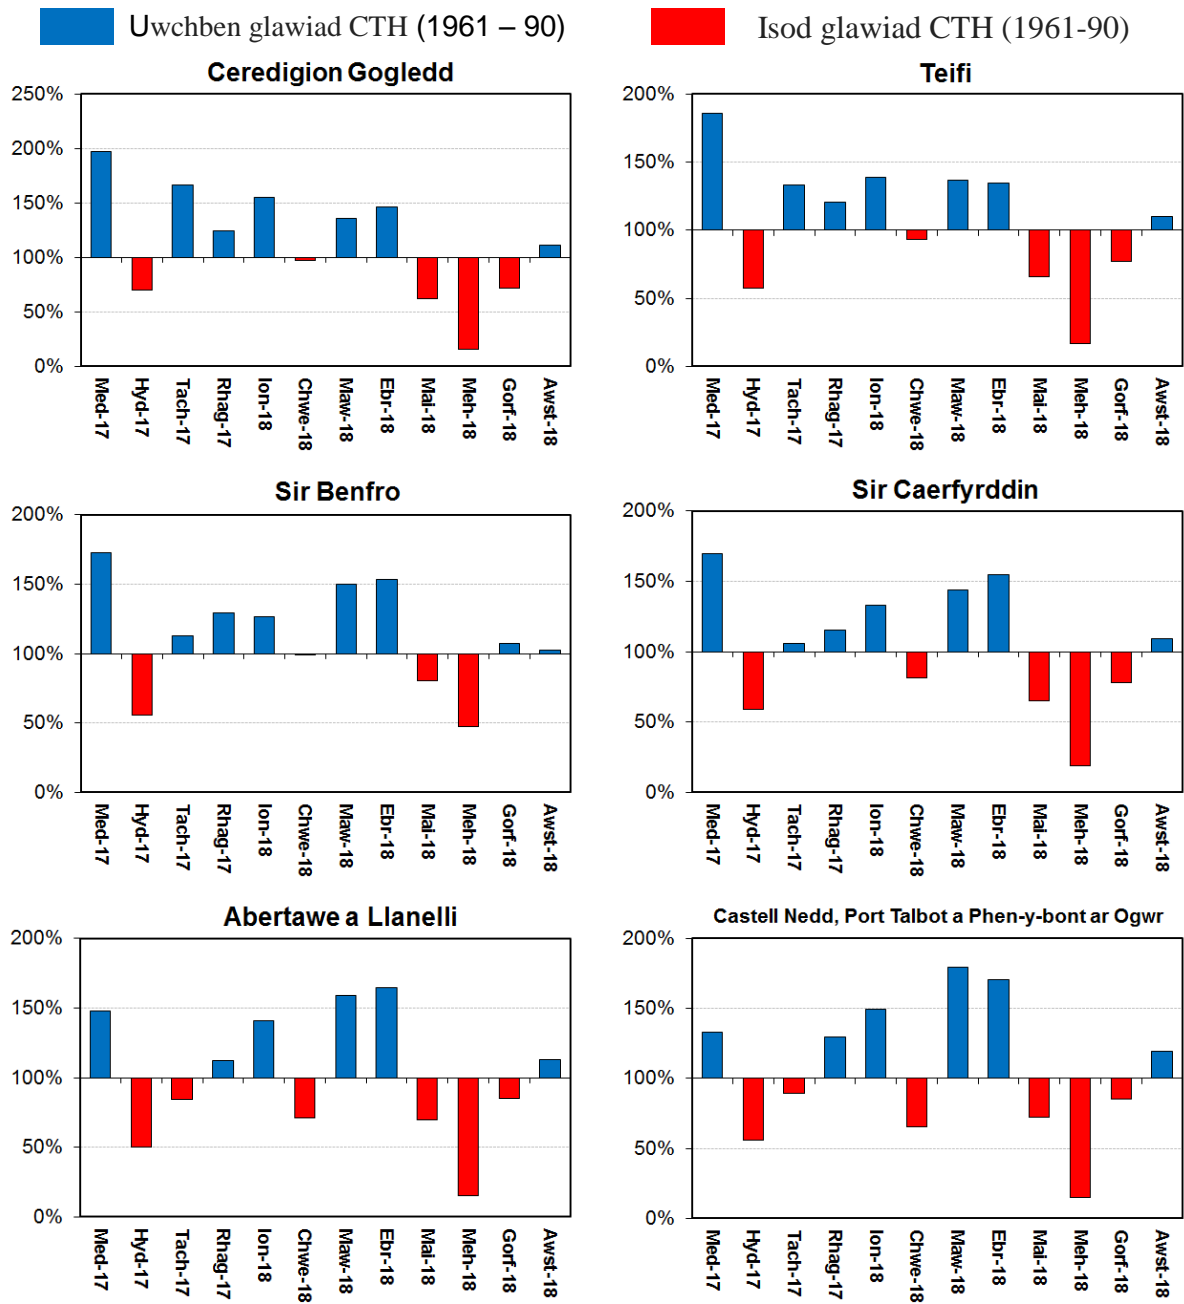 Uwchben glawiad CTH (1961 – 90)
Isod glawiad CTH (1961-90)
Ceredigion Gogledd
250%
200%
150%
100%
50%
0%
Med-17
Hyd-17
Tach-17
Rhag-17
Ion-18
Chwe-18
Maw-18
Ebr-18
Mai-18
Meh-18
Gorf-18
Awst-18
Teifi
200%
150%
100%
50%
0%
Med-17
Hyd-17
Tach-17
Rhag-17
Ion-18
Chwe-18
Maw-18
Ebr-18
Mai-18
Meh-18
Gorf-18
Awst-18
Sir Benfro
200%
150%
100%
50%
0%
Med-17
Hyd-17
Tach-17
Rhag-17
Ion-18
Chwe-18
Maw-18
Ebr-18
Mai-18
Meh-18
Gorf-18
Awst-18
Sir Caerfyrddin
200%
150%
100%
50%
0%
Med-17
Hyd-17
Tach-17
Rhag-17
Ion-18
Chwe-18
Maw-18
Ebr-18
Mai-18
Meh-18
Gorf-18
Awst-18
Abertawe a Llanelli
200%
150%
100%
50%
0%
Med-17
Hyd-17
Tach-17
Rhag-17
Ion-18
Chwe-18
Maw-18
Ebr-18
Mai-18
Meh-18
Gorf-18
Awst-18
Castell Nedd, Port Talbot a Phen-y-bont ar Ogwr
200%
150%
100%
50%
0%
Med-17
Hyd-17
Tach-17
Rhag-17
Ion-18
Chwe-18
Maw-18
Ebr-18
Mai-18
Meh-18
Gorf-18
Awst-18